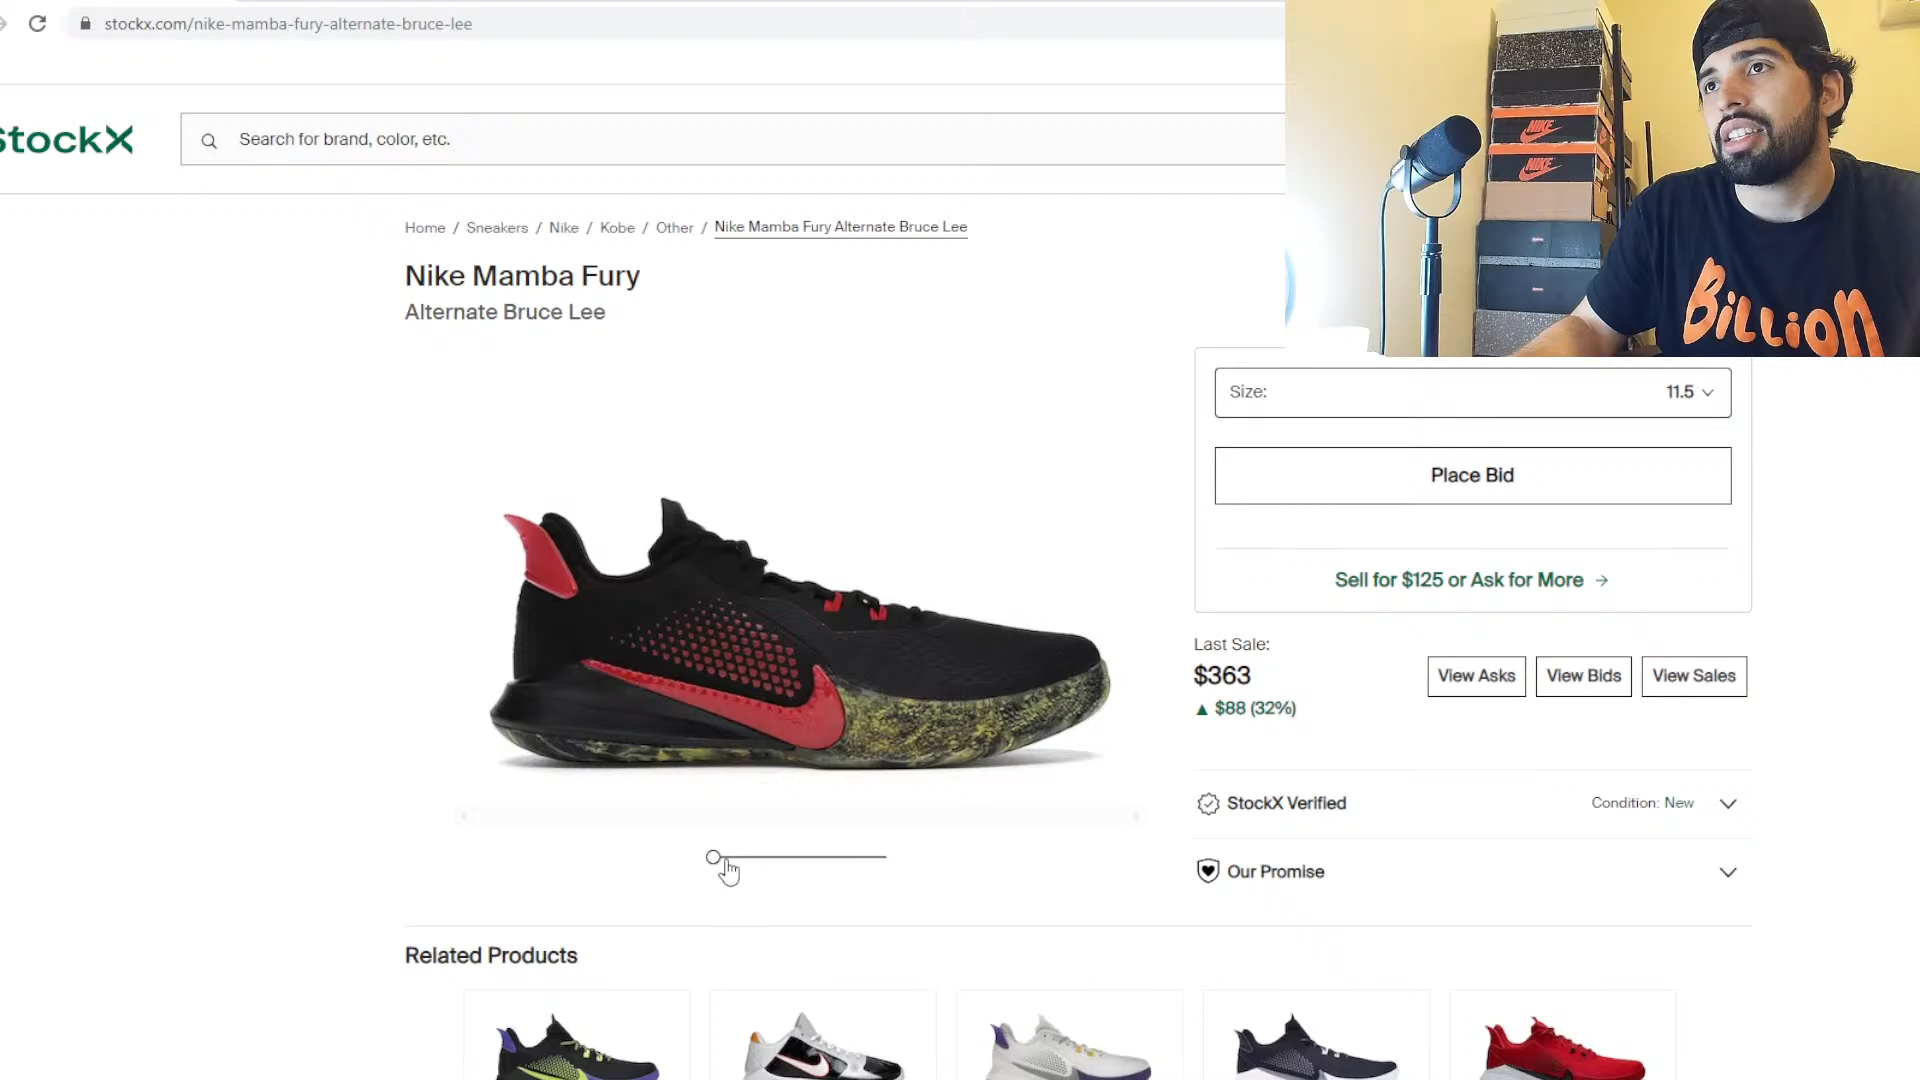 stockx.com/nike-mamba-fury-alternate-bruce-lee
StockX
Search for brand, color, etc.
Home / Sneakers / Nike / Kobe / Other / Nike Mamba Fury Alternate Bruce Lee
Nike Mamba Fury
Alternate Bruce Lee
Size: 11.5
Place Bid
Sell for $125 or Ask for More →
Last Sale:
$363
▲ $88 (32%)
View Asks
View Bids
View Sales
StockX Verified
Condition: New
Our Promise
Related Products
NIKE
NIKE
BiLLiON